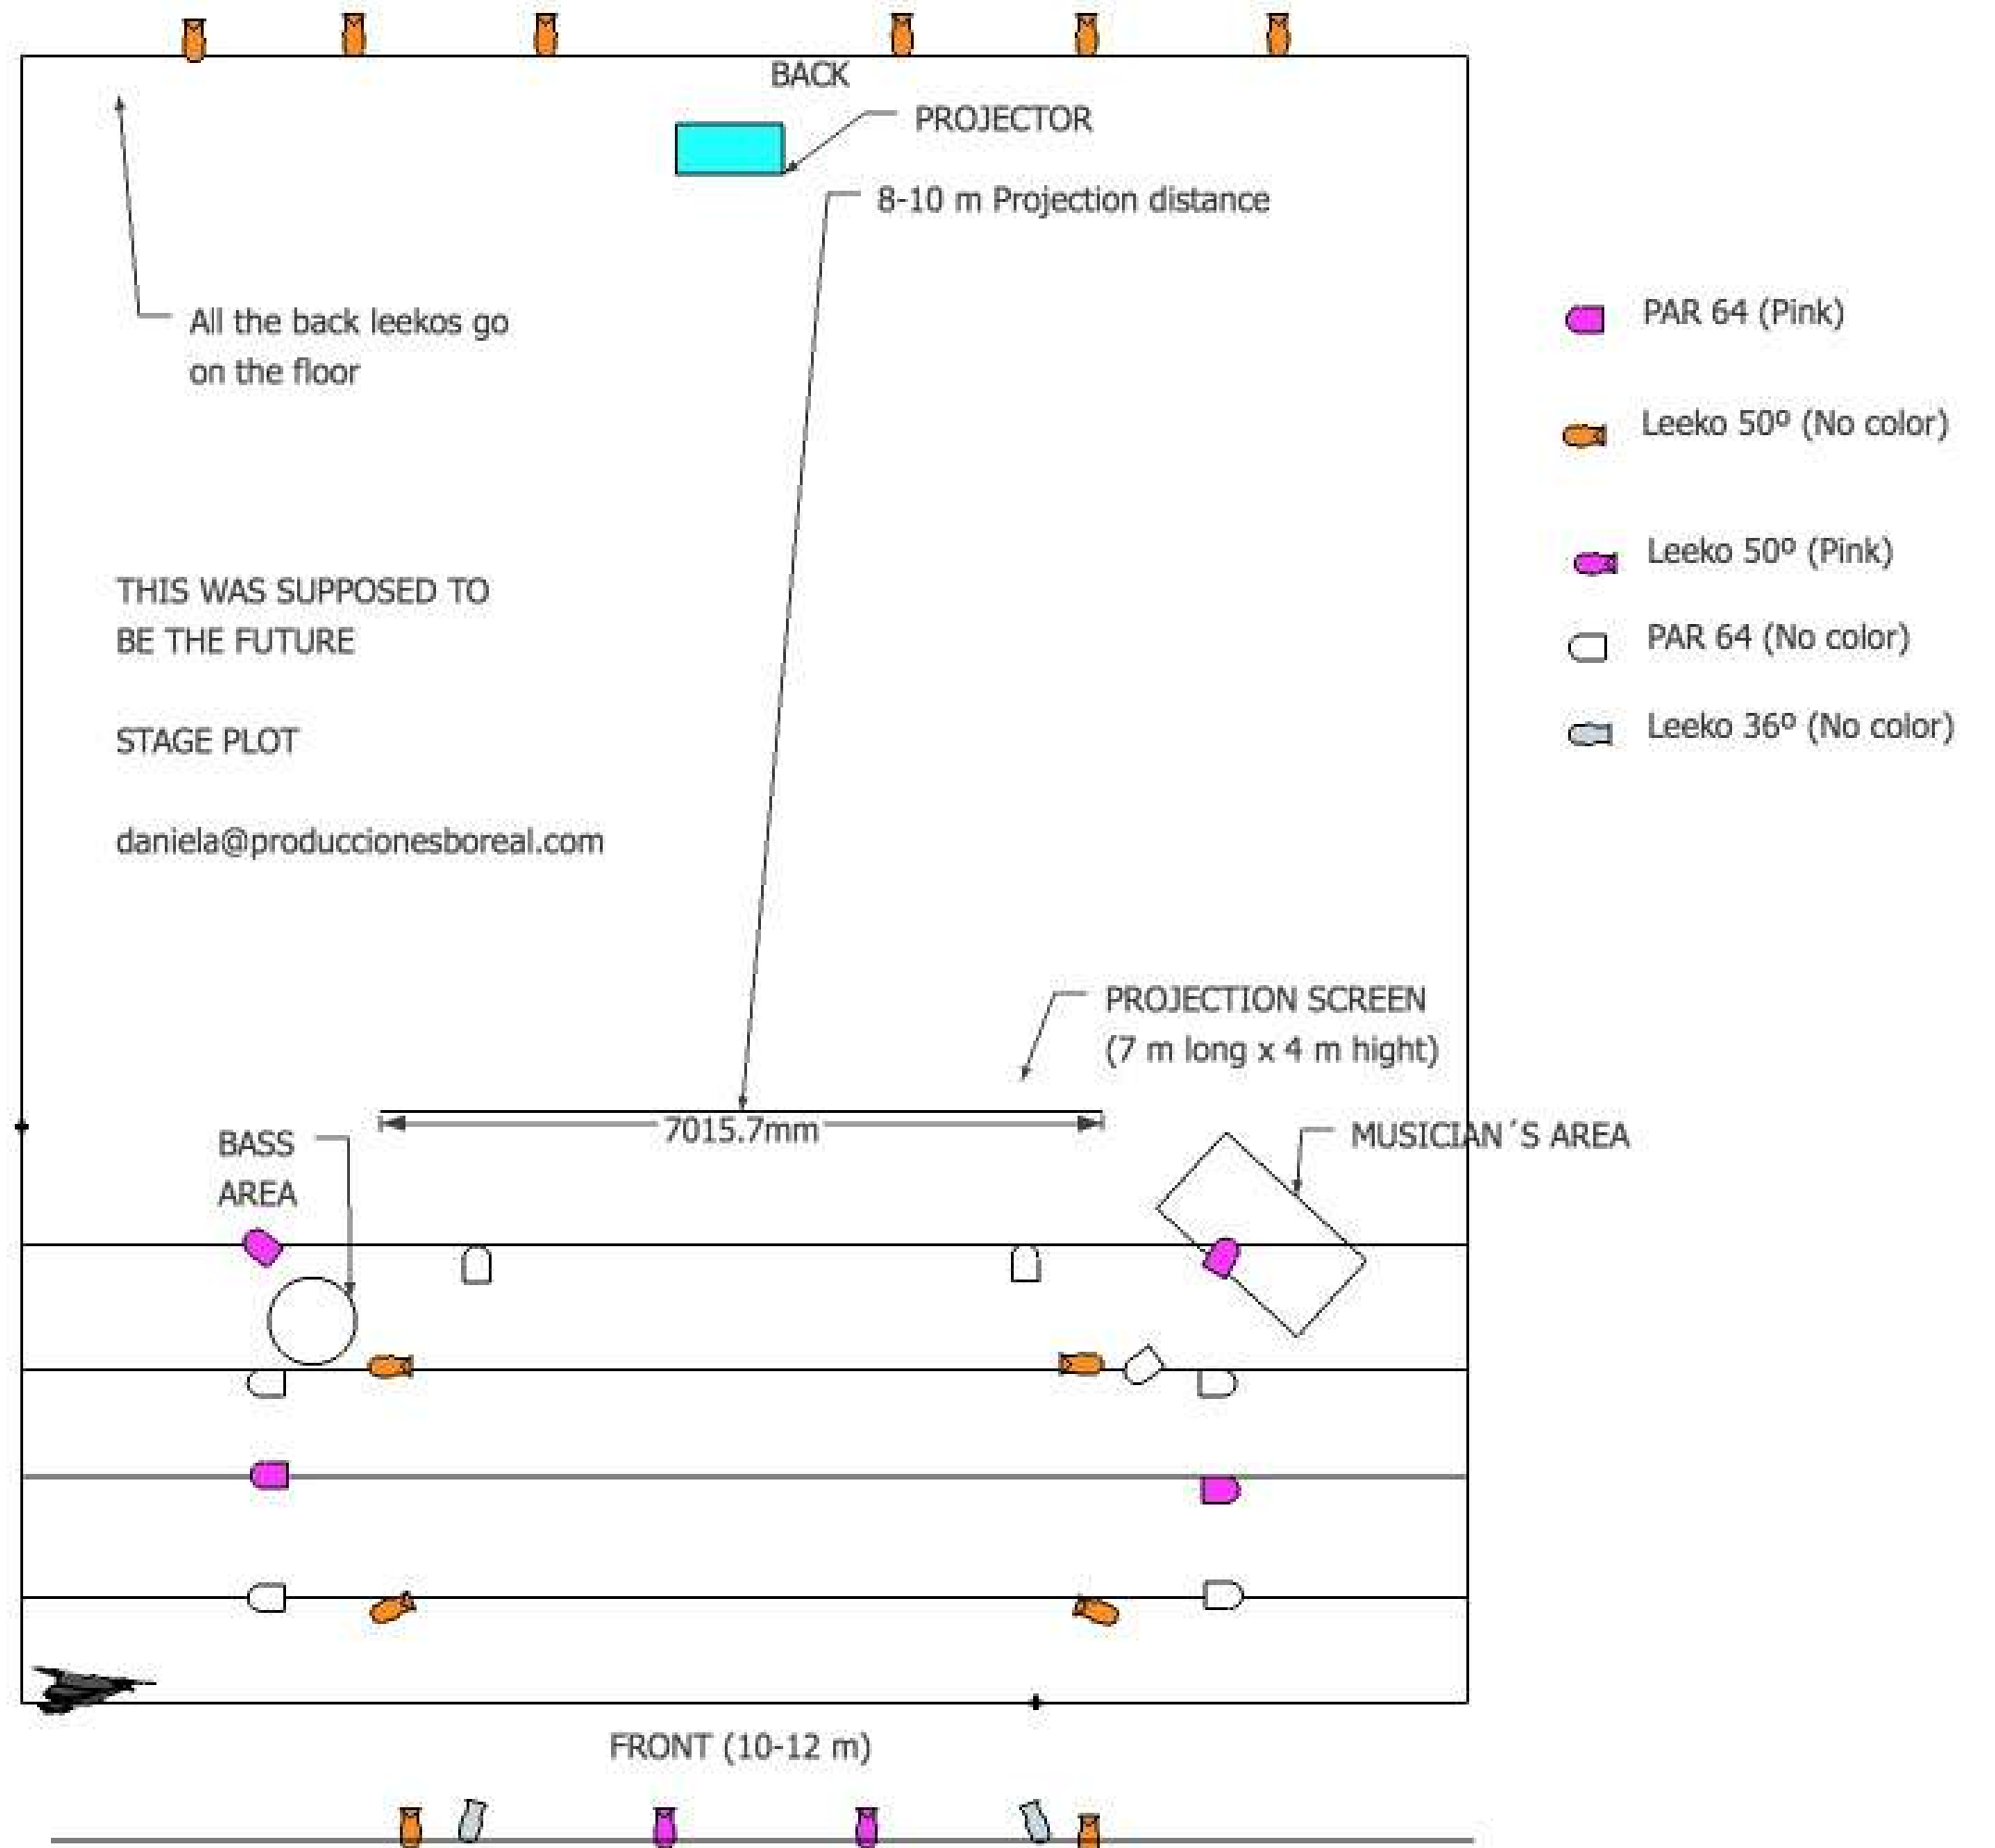 BACK
PROJECTOR
8-10 m Projection distance
All the back leekos go
on the floor
PAR 64 (Pink)
Leeko 50º (No color)
Leeko 50º (Pink)
PAR 64 (No color)
Leeko 36º (No color)
THIS WAS SUPPOSED TO
BE THE FUTURE
STAGE PLOT
daniela@produccionesboreal.com
PROJECTION SCREEN
(7 m long x 4 m hight)
7015.7mm
BASS
AREA
MUSICIAN´S AREA
FRONT (10-12 m)